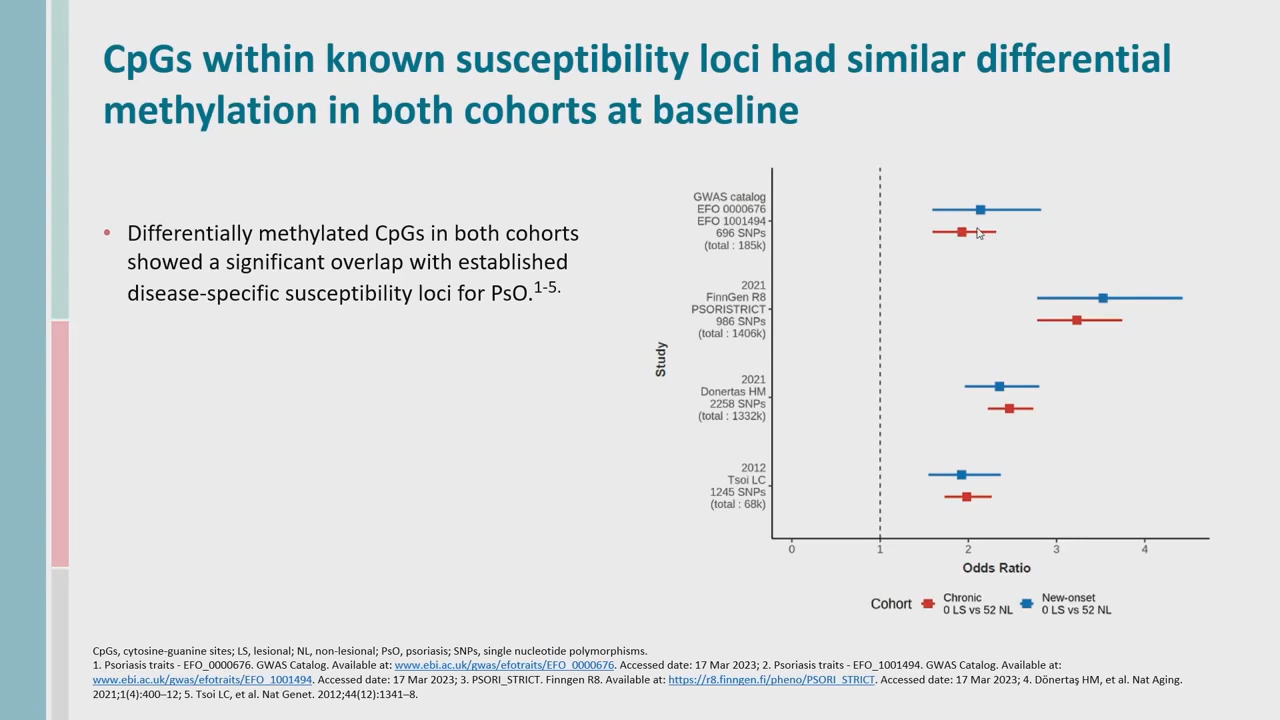 CpGs within known susceptibility loci had similar differential
methylation in both cohorts at baseline
• Differentially methylated CpGs in both cohorts
showed a significant overlap with established
disease-specific susceptibility loci for PsO.1-5.
Study
GWAS catalog
EFO 0000676
EFO 1001494
696 SNPs
(total : 185k)
2021
FinnGen R8
PSORISTRICT
986 SNPs
(total : 1406k)
2021
Donertas HM
2258 SNPs
(total : 1332k)
2012
Tsoi LC
1245 SNPs
(total : 68k)
0 1 2 3 4
Odds Ratio
Cohort Chronic 0 LS vs 52 NL New-onset 0 LS vs 52 NL
CpGs, cytosine-guanine sites; LS, lesional; NL, non-lesional; PsO, psoriasis; SNPs, single nucleotide polymorphisms.
1. Psoriasis traits - EFO_0000676. GWAS Catalog. Available at: www.ebi.ac.uk/gwas/efotraits/EFO_0000676. Accessed date: 17 Mar 2023; 2. Psoriasis traits - EFO_1001494. GWAS Catalog. Available at:
www.ebi.ac.uk/gwas/efotraits/EFO_1001494. Accessed date: 17 Mar 2023; 3. PSORI_STRICT. Finngen R8. Available at: https://r8.finngen.fi/pheno/PSORI_STRICT. Accessed date: 17 Mar 2023; 4. Dönertaş HM, et al. Nat Aging.
2021;1(4):400–12; 5. Tsoi LC, et al. Nat Genet. 2012;44(12):1341–8.